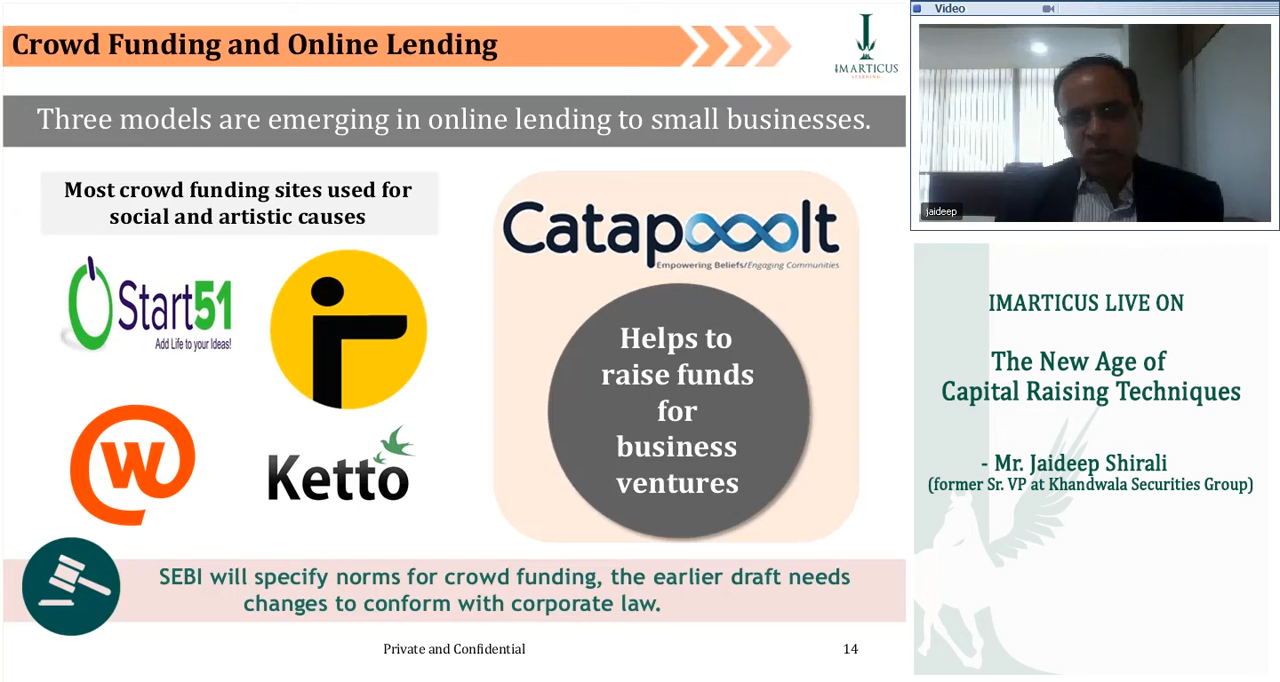 Crowd Funding and Online Lending
IMARTICUS
LEARNING
Three models are emerging in online lending to small businesses.
Most crowd funding sites used for
social and artistic causes
Start51
Add Life to your Ideas!
w
Ketto
Catapooolt
Empowering Beliefs/Engaging Communities
Helps to
raise funds
for
business
ventures
SEBI will specify norms for crowd funding, the earlier draft needs
changes to conform with corporate law.
Private and Confidential
14
Video
jaideep
IMARTICUS LIVE ON
The New Age of
Capital Raising Techniques
- Mr. Jaideep Shirali
(former Sr. VP at Khandwala Securities Group)